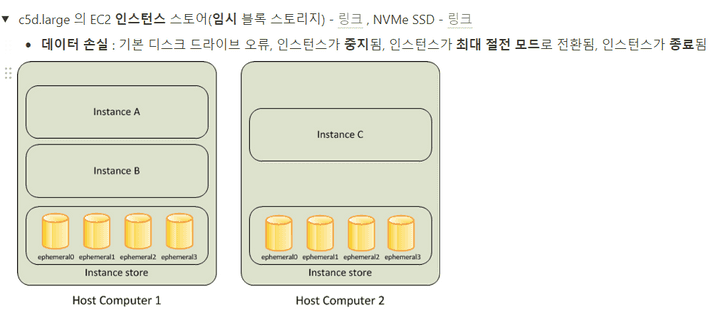 c5d.large 의 EC2 인스턴스 스토어(임시 블록 스토리지) - 링크 , NVMe SSD - 링크
데이터 손실 : 기본 디스크 드라이브 오류, 인스턴스가 중지됨, 인스턴스가 최대 절전 모드로 전환됨, 인스턴스가 종료됨
Instance A
Instance B
ephemeral0 ephemeral1 ephemeral2 ephemeral3
Instance store
Host Computer 1
Instance C
ephemeral0 ephemeral1 ephemeral2 ephemeral3
Instance store
Host Computer 2